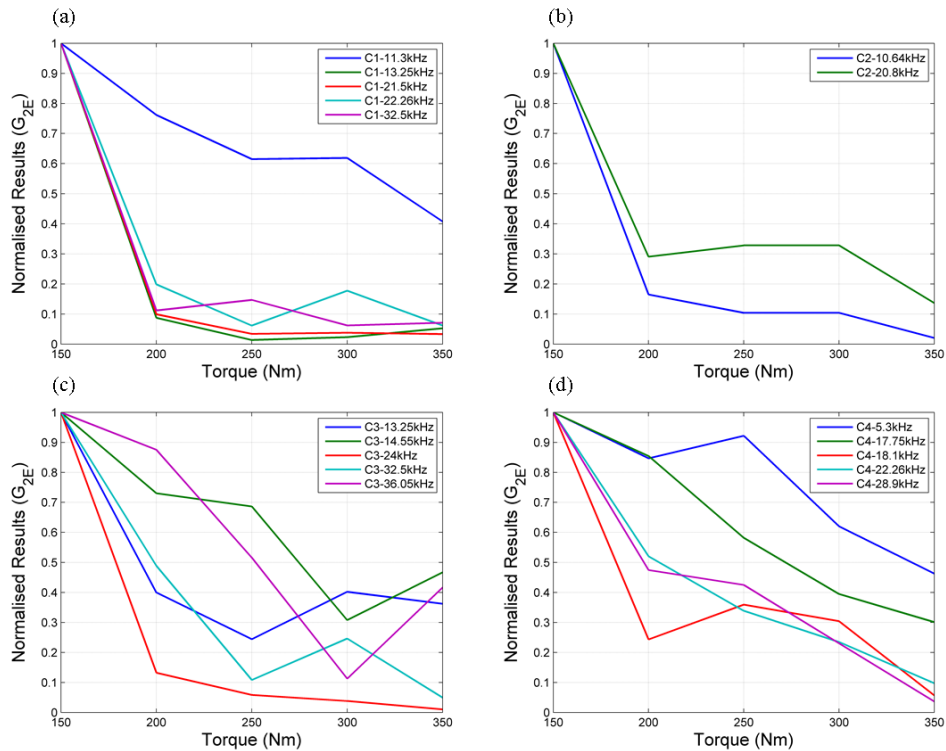 (a)
1
0.9
0.8
0.7
0.6
0.5
0.4
0.3
0.2
0.1
0
150
200
250
300
350
Normalised Results (G2E)
Torque (Nm)
C1-11.3kHz
C1-13.25kHz
C1-21.5kHz
C1-22.26kHz
C1-32.5kHz
(b)
1
0.9
0.8
0.7
0.6
0.5
0.4
0.3
0.2
0.1
0
150
200
250
300
350
Normalised Results (G2E)
Torque (Nm)
C2-10.64kHz
C2-20.8kHz
(c)
1
0.9
0.8
0.7
0.6
0.5
0.4
0.3
0.2
0.1
0
150
200
250
300
350
Normalised Results (G2E)
Torque (Nm)
C3-13.25kHz
C3-14.55kHz
C3-24kHz
C3-32.5kHz
C3-36.05kHz
(d)
1
0.9
0.8
0.7
0.6
0.5
0.4
0.3
0.2
0.1
0
150
200
250
300
350
Normalised Results (G2E)
Torque (Nm)
C4-5.3kHz
C4-17.75kHz
C4-18.1kHz
C4-22.26kHz
C4-28.9kHz